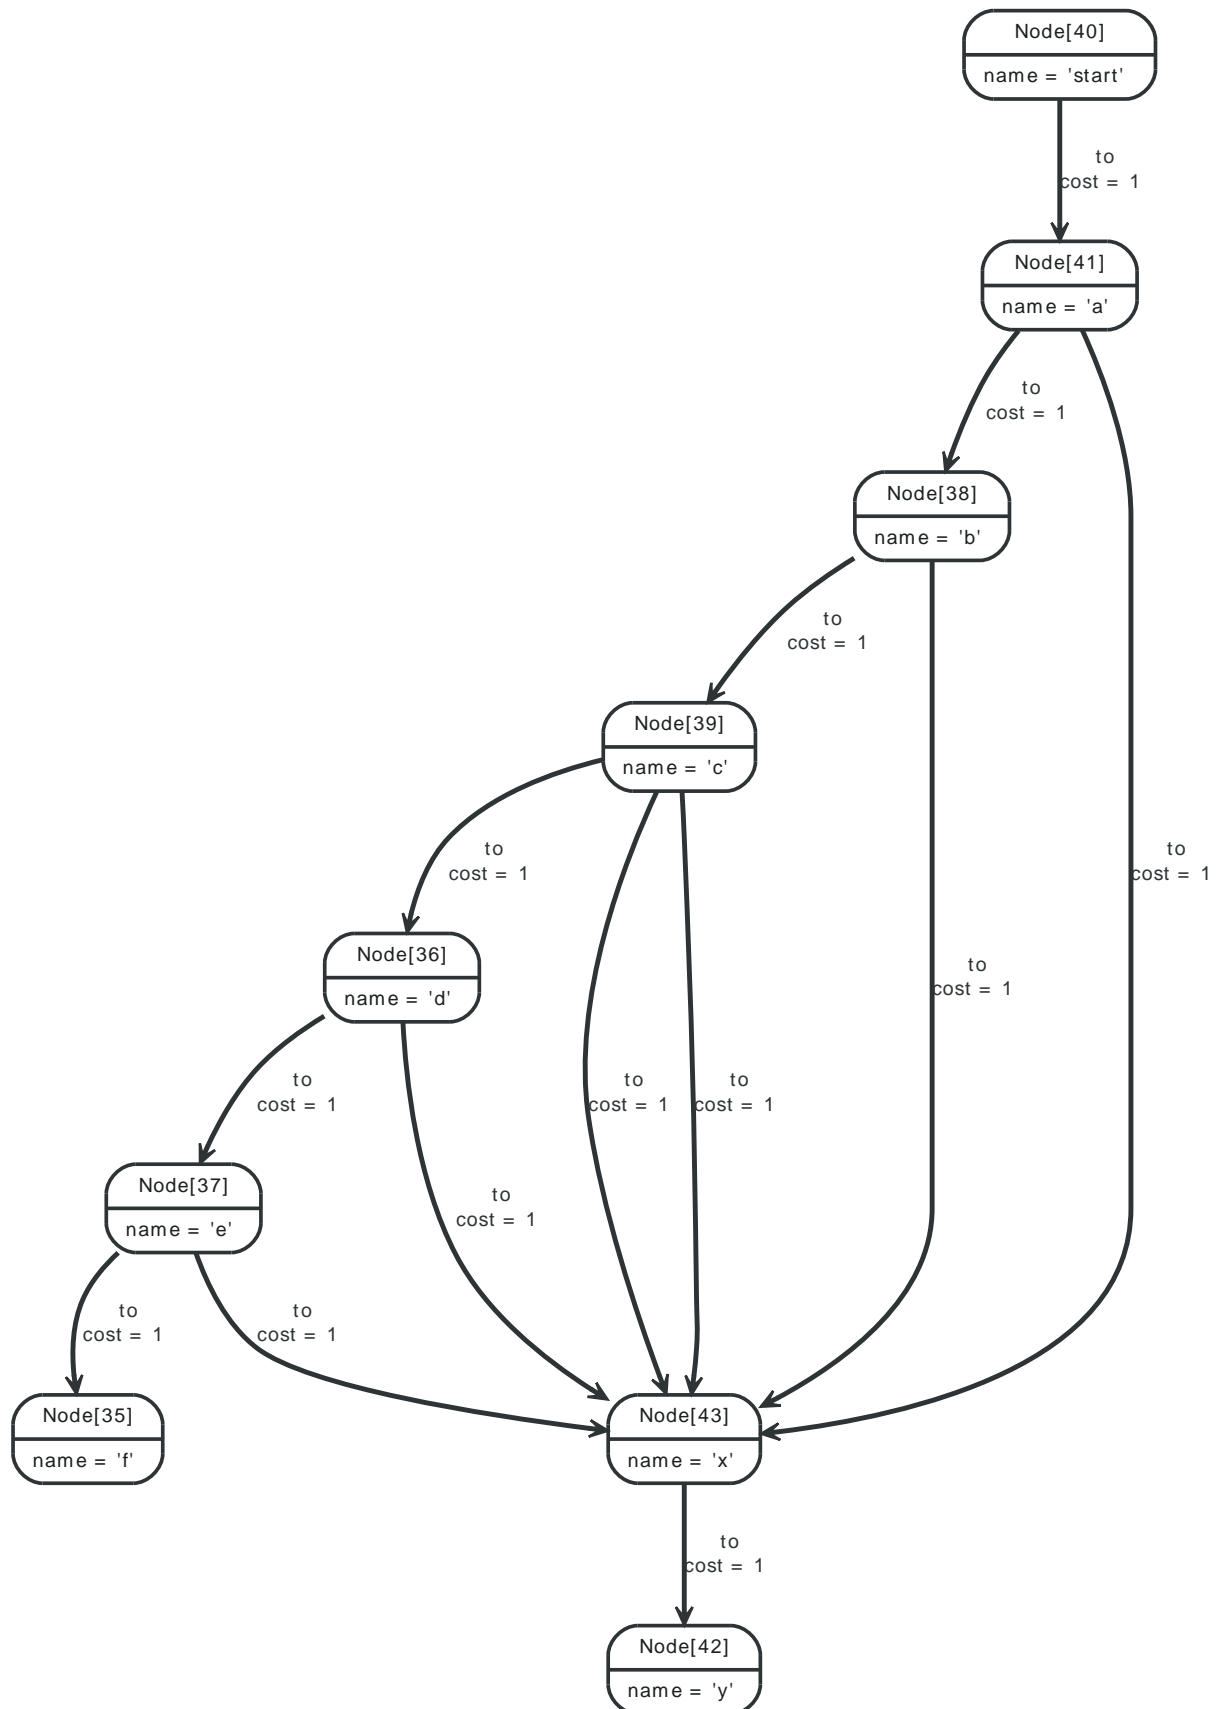 Node[40]
name = 'start'
to
cost = 1
Node[41]
name = 'a'
to
cost = 1
Node[38]
name = 'b'
to
cost = 1
Node[39]
name = 'c'
to
cost = 1
to
cost = 1
Node[36]
name = 'd'
to
cost = 1
to
cost = 1
to
cost = 1
to
cost = 1
Node[37]
name = 'e'
to
cost = 1
to
cost = 1
to
cost = 1
Node[35]
name = 'f'
Node[43]
name = 'x'
to
cost = 1
Node[42]
name = 'y'